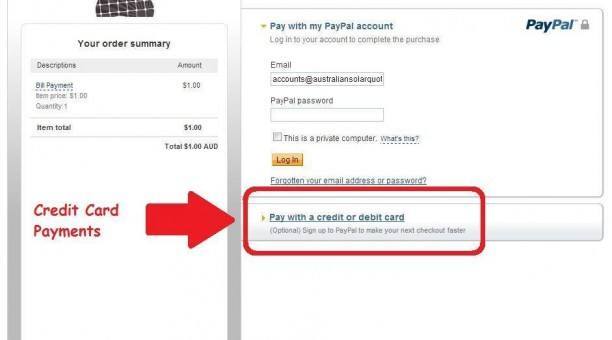 Your order summary
Descriptions Amount
Bill Payment $1.00
Item price: $1.00
Quantity:1
Item total $1.00
Total $1.00 AUD
Credit Card
Payments
Pay with my PayPal account
PayPal
Log in to your account to complete the purchase
Email
accounts@australiansolarquot
PayPal password
This is a private computer. What's this?
Log In
Forgotten your email address or password?
Pay with a credit or debit card
(Optional) Sign up to PayPal to make your next checkout faster